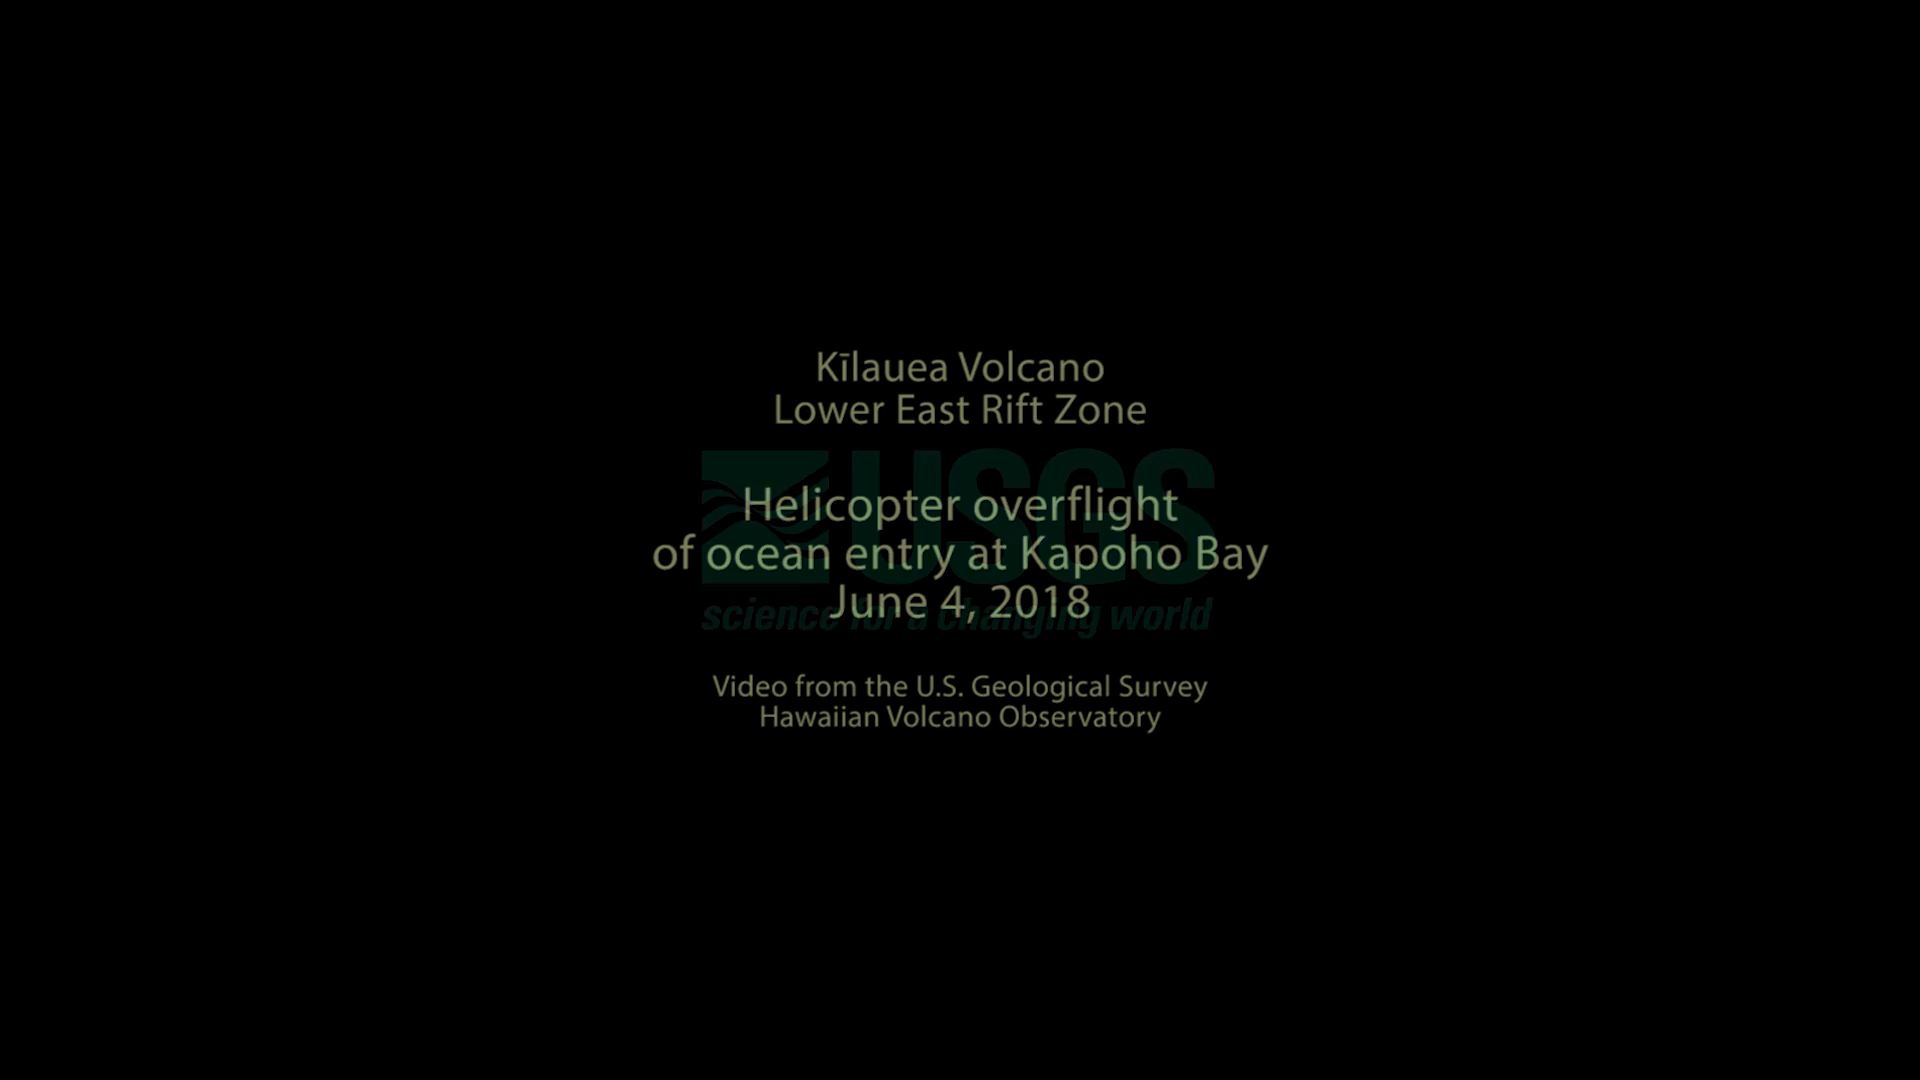 Kīlauea Volcano
Lower East Rift Zone
USGS
Helicopter overflight
of ocean entry at Kapoho Bay
June 4, 2018
science for a changing world
Video from the U.S. Geological Survey
Hawaiian Volcano Observatory